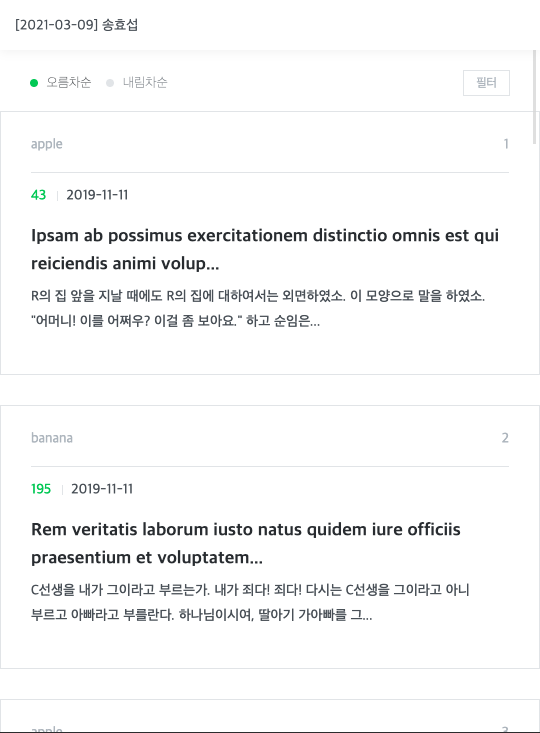 [2021-03-09] 송효섭
오름차순 내림차순 필터
apple 1
43 2019-11-11
Ipsam ab possimus exercitationem distinctio omnis est qui
reiciendis animi volup...
R의 집 앞을 지날 때에도 R의 집에 대하여서는 외면하였소. 이 모양으로 말을 하였소.
"어머니! 이를 어쩌우? 이걸 좀 보아요." 하고 순임은...
banana 2
195 2019-11-11
Rem veritatis laborum iusto natus quidem iure officiis
praesentium et voluptatem...
C선생을 내가 그이라고 부르는가. 내가 죄다! 죄다! 다시는 C선생을 그이라고 아니
부르고 아빠라고 부를란다. 하나님이시여, 딸아기 가아빠를 그...
apple 3